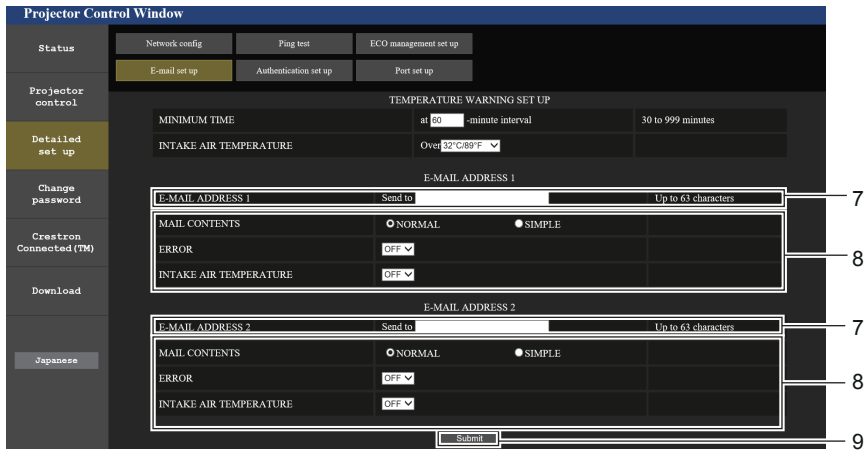 Projector Control Window
Status
Network config Ping test ECO management set up
E-mail set up Authentication set up Port set up
Projector
control
Detailed
set up
Change
password
Crestron
Connected(TM)
Download
Japanese
TEMPERATURE WARNING SET UP
MINIMUM TIME at 60 -minute interval 30 to 999 minutes
INTAKE AIR TEMPERATURE Over 32°C/89°F
E-MAIL ADDRESS 1
E-MAIL ADDRESS 1 Send to Up to 63 characters 7
MAIL CONTENTS NORMAL SIMPLE
ERROR OFF 8
INTAKE AIR TEMPERATURE OFF
E-MAIL ADDRESS 2
E-MAIL ADDRESS 2 Send to Up to 63 characters 7
MAIL CONTENTS NORMAL SIMPLE
ERROR OFF 8
INTAKE AIR TEMPERATURE OFF
Submit 9